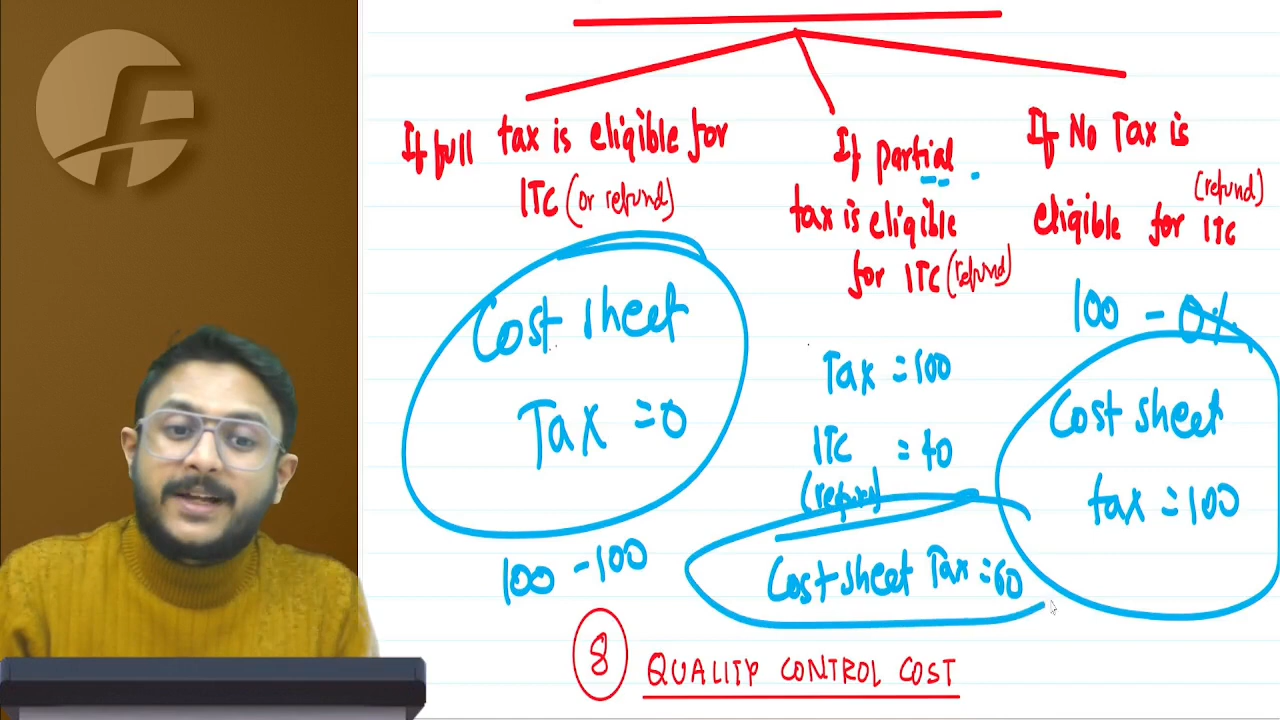 If full tax is eligible for
ITC (or refund)
Cost sheet
Tax = 0
100 - 100
If partial
tax is eligible
for ITC (refund)
Tax = 100
ITC = 40
(refund)
Cost sheet Tax = 60
If No Tax is
(refund)
eligible for ITC
100 - 0%
Cost sheet
tax = 100
8 QUALITY CONTROL COST